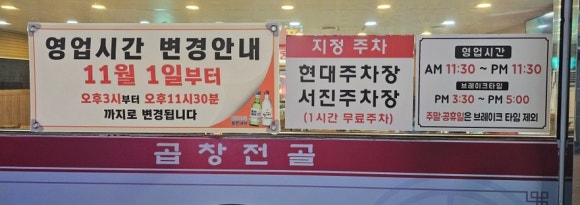 영업시간 변경안내
11월 1일부터
오후3시부터 오후11시30분
까지로 변경됩니다
지정 주차
현대주차장
서진주차장
(1시간 무료주차)
영업시간
AM 11:30 ~ PM 11:30
브레이크타임
PM 3:30 ~ PM 5:00
주말·공휴일은 브레이크 타임 제외
곱창전골